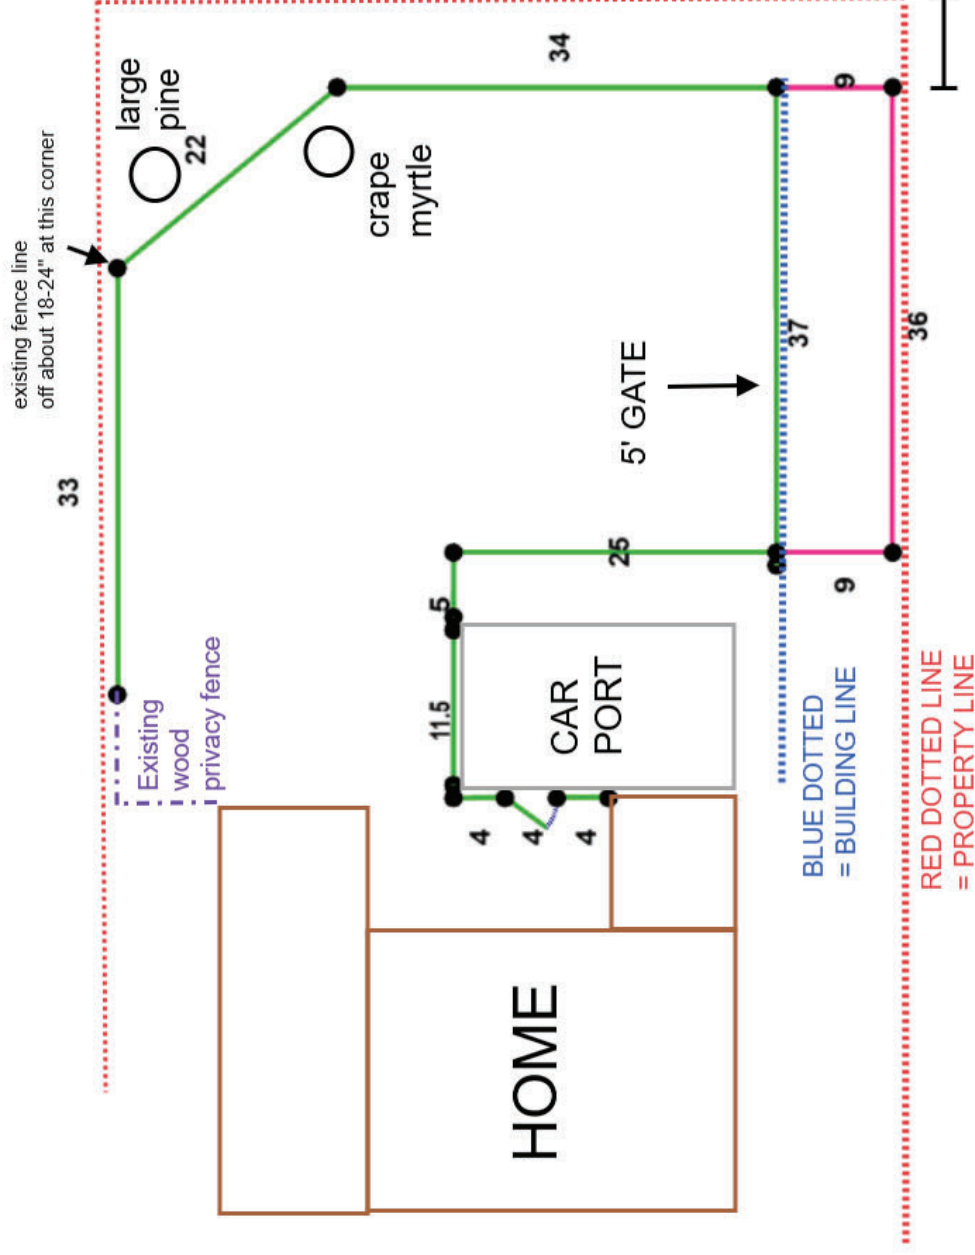 existing fence line
off about 18-24" at this corner
large
pine
22
34
crape
myrtle
33
9
5' GATE
37
36
25
9
5
11.5
Existing
wood
privacy fence
CAR
PORT
4
4
4
BLUE DOTTED
= BUILDING LINE
RED DOTTED LINE
= PROPERTY LINE
HOME